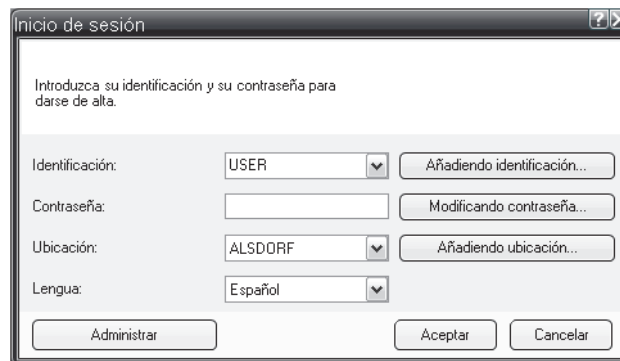 Inicio de sesión
Introduzca su identificación y su contraseña para
darse de alta.
Identificación: USER Añadiendo identificación...
Contraseña: Modificando contraseña...
Ubicación: ALSDORF Añadiendo ubicación...
Lengua: Español
Administrar Aceptar Cancelar